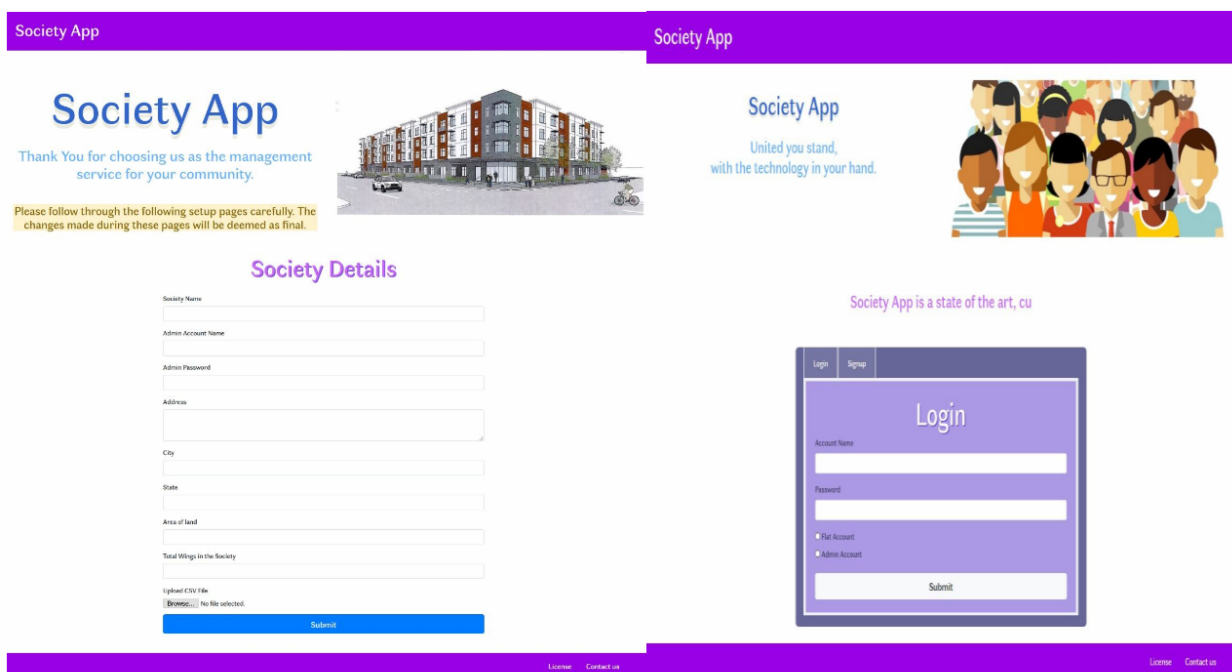 Society App
Society App
Thank You for choosing us as the management
service for your community.
Please follow through the following setup pages carefully. The
changes made during these pages will be deemed as final.
Society Details
Society Name
Admin Account Name
Admin Password
Address
City
State
Area of land
Total Wings in the Society
Upload CSV File
Browse... No file selected.
Submit
License Contact us
Society App
Society App
United you stand,
with the technology in your hand.
Society App is a state of the art, cu
Login Signup
Login
Account Name
Password
Flat Account
Admin Account
Submit
License Contact us